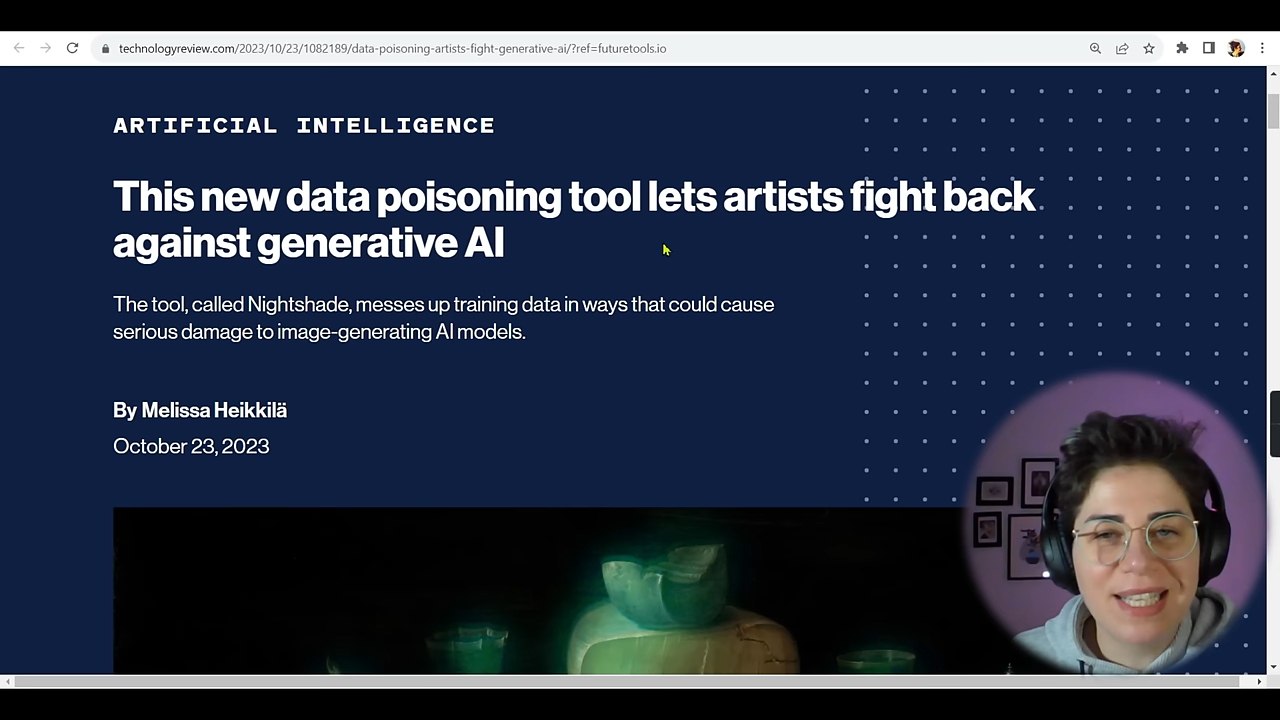 technologyreview.com/2023/10/23/1082189/data-poisoning-artists-fight-generative-ai/?ref=futuretools.io
ARTIFICIAL INTELLIGENCE
This new data poisoning tool lets artists fight back
against generative AI
The tool, called Nightshade, messes up training data in ways that could cause
serious damage to image-generating AI models.
By Melissa Heikkilä
October 23, 2023